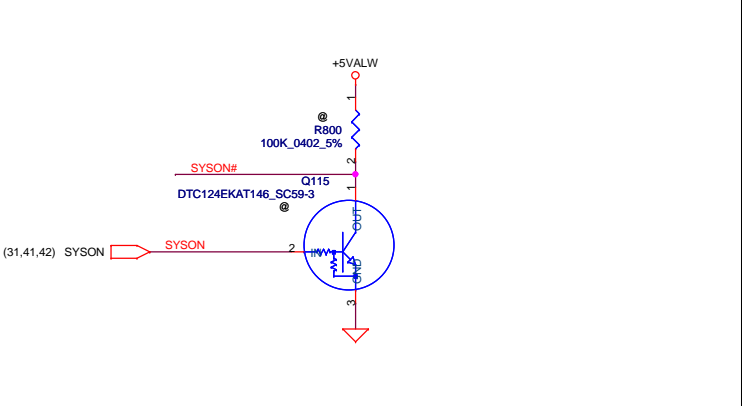 +5VALW
1
@
R800
100K_0402_5%
2
SYSON#
Q115
1
DTC124EKAT146_SC59-3
@
OUT
(31,41,42) SYSON
SYSON
2
IN
GND
3